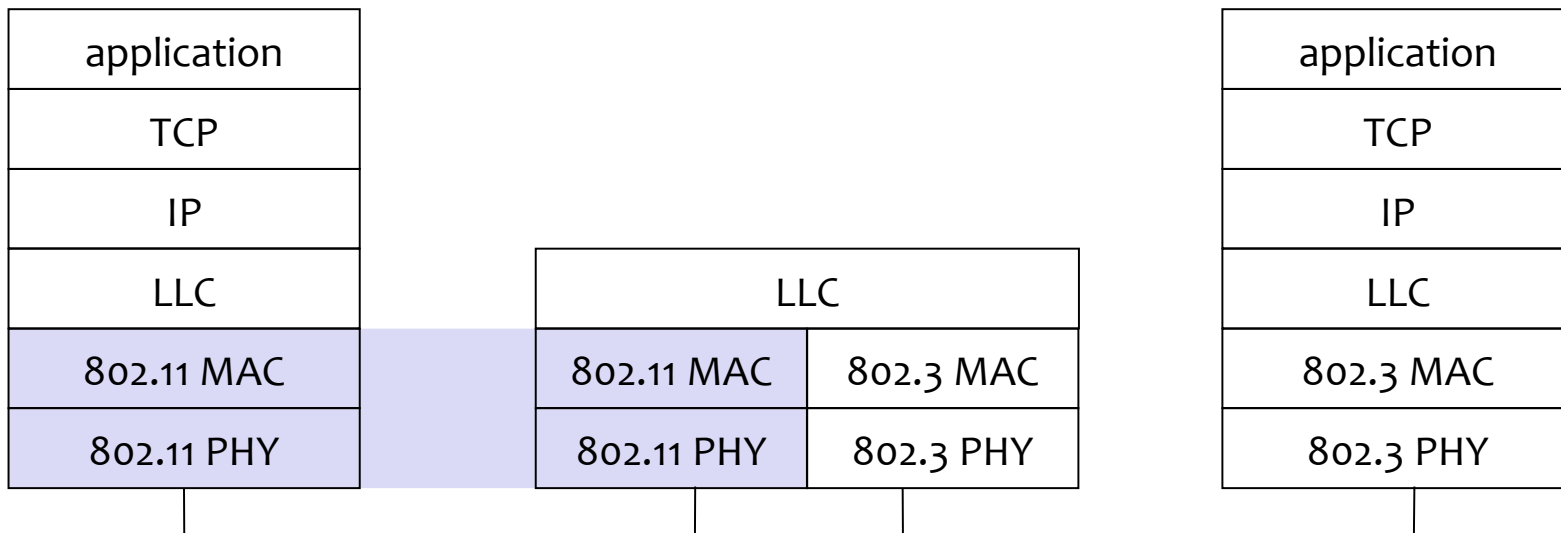 application
TCP
IP
LLC
802.11 MAC
802.11 PHY
LLC
802.11 MAC
802.3 MAC
802.11 PHY
802.3 PHY
application
TCP
IP
LLC
802.3 MAC
802.3 PHY